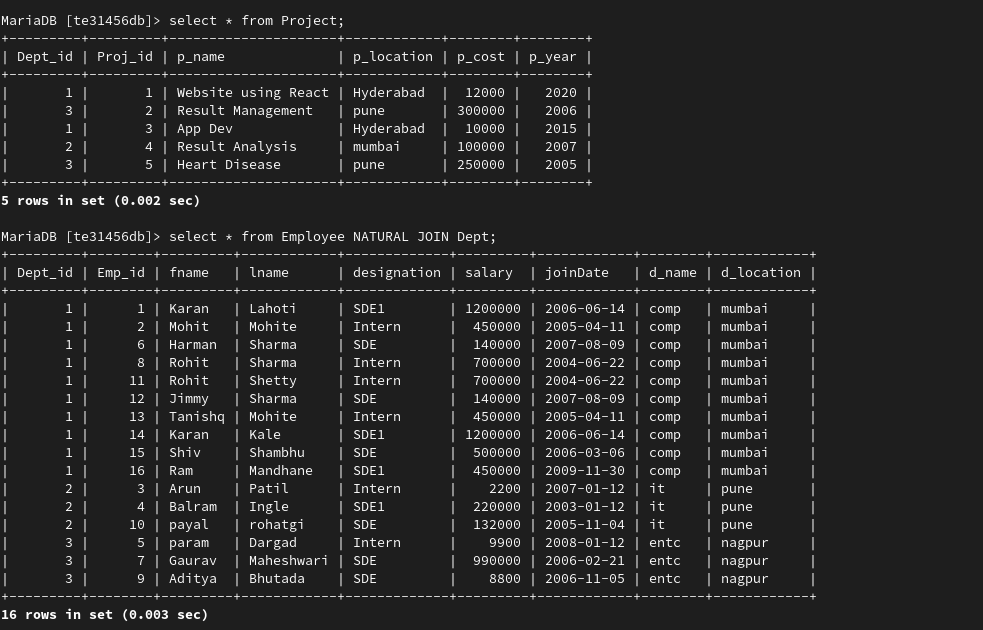 MariaDB [te31456db]> select * from Project;
+---------+---------+---------------------+------------+--------+--------+
| Dept_id | Proj_id | p_name              | p_location | p_cost | p_year |
+---------+---------+---------------------+------------+--------+--------+
|       1 |       1 | Website using React | Hyderabad  |  12000 |   2020 |
|       3 |       2 | Result Management   | pune       | 300000 |   2006 |
|       1 |       3 | App Dev             | Hyderabad  |  10000 |   2015 |
|       2 |       4 | Result Analysis     | mumbai     | 100000 |   2007 |
|       3 |       5 | Heart Disease       | pune       | 250000 |   2005 |
+---------+---------+---------------------+------------+--------+--------+
5 rows in set (0.002 sec)
MariaDB [te31456db]> select * from Employee NATURAL JOIN Dept;
+---------+--------+---------+-------------+-------------+---------+------------+--------+------------+
| Dept_id | Emp_id | fname   | lname       | designation | salary  | joinDate   | d_name | d_location |
+---------+--------+---------+-------------+-------------+---------+------------+--------+------------+
|       1 |      1 | Karan   | Lahoti      | SDE1        | 1200000 | 2006-06-14 | comp   | mumbai     |
|       1 |      2 | Mohit   | Mohite      | Intern      |  450000 | 2005-04-11 | comp   | mumbai     |
|       1 |      6 | Harman  | Sharma      | SDE         |  140000 | 2007-08-09 | comp   | mumbai     |
|       1 |      8 | Rohit   | Sharma      | Intern      |  700000 | 2004-06-22 | comp   | mumbai     |
|       1 |     11 | Rohit   | Shetty      | Intern      |  700000 | 2004-06-22 | comp   | mumbai     |
|       1 |     12 | Jimmy   | Sharma      | SDE         |  140000 | 2007-08-09 | comp   | mumbai     |
|       1 |     13 | Tanishq | Mohite      | Intern      |  450000 | 2005-04-11 | comp   | mumbai     |
|       1 |     14 | Karan   | Kale        | SDE1        | 1200000 | 2006-06-14 | comp   | mumbai     |
|       1 |     15 | Shiv    | Shambhu     | SDE         |  500000 | 2006-03-06 | comp   | mumbai     |
|       1 |     16 | Ram     | Mandhane    | SDE1        |  450000 | 2009-11-30 | comp   | mumbai     |
|       2 |      3 | Arun    | Patil       | Intern      |    2200 | 2007-01-12 | it     | pune       |
|       2 |      4 | Balram  | Ingle       | SDE1        |  220000 | 2003-01-12 | it     | pune       |
|       2 |     10 | payal   | rohatgi     | SDE         |  132000 | 2005-11-04 | it     | pune       |
|       3 |      5 | param   | Dargad      | Intern      |    9900 | 2008-01-12 | entc   | nagpur     |
|       3 |      7 | Gaurav  | Maheshwari  | SDE         |  990000 | 2006-02-21 | entc   | nagpur     |
|       3 |      9 | Aditya  | Bhutada     | SDE         |    8800 | 2006-11-05 | entc   | nagpur     |
+---------+--------+---------+-------------+-------------+---------+------------+--------+------------+
16 rows in set (0.003 sec)